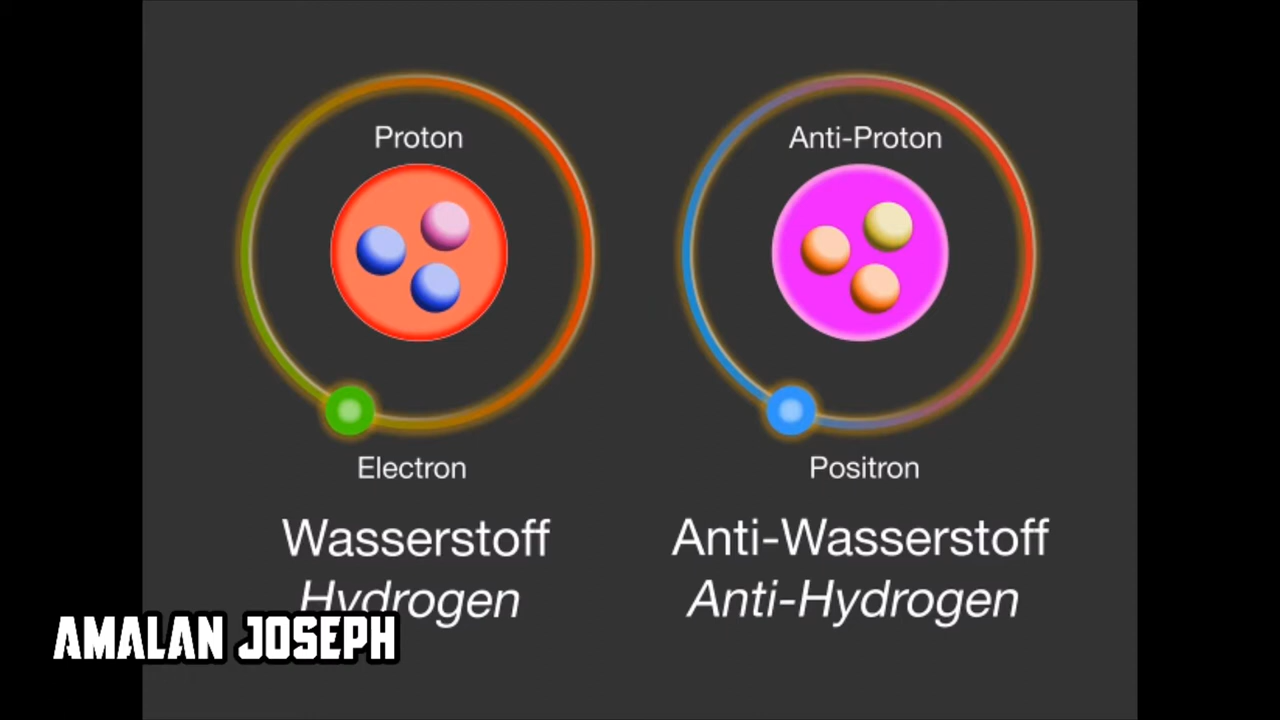 Proton
Electron
Wasserstoff
Hydrogen
Anti-Proton
Positron
Anti-Wasserstoff
Anti-Hydrogen
AMALAN JOSEPH